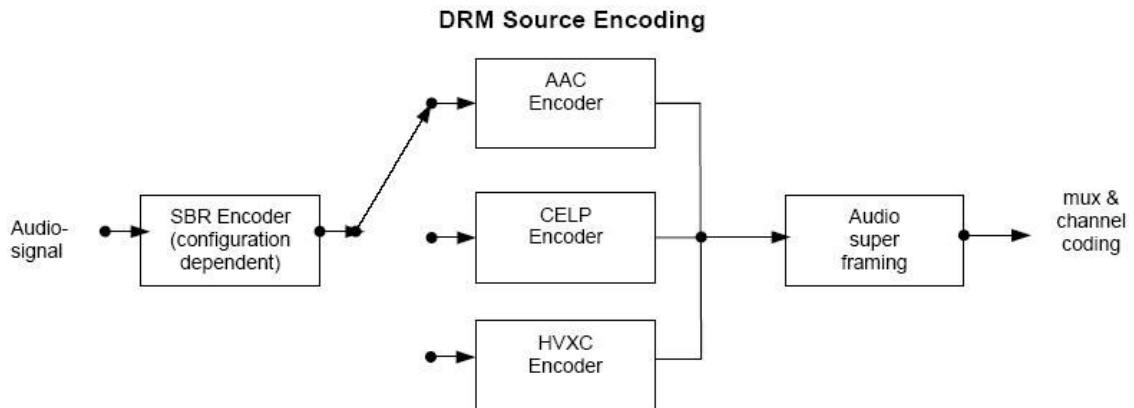 DRM Source Encoding
AAC
Encoder
Audio-
signal
SBR Encoder
(configuration
dependent)
CELP
Encoder
Audio
super
framing
mux &
channel
coding
HVXC
Encoder